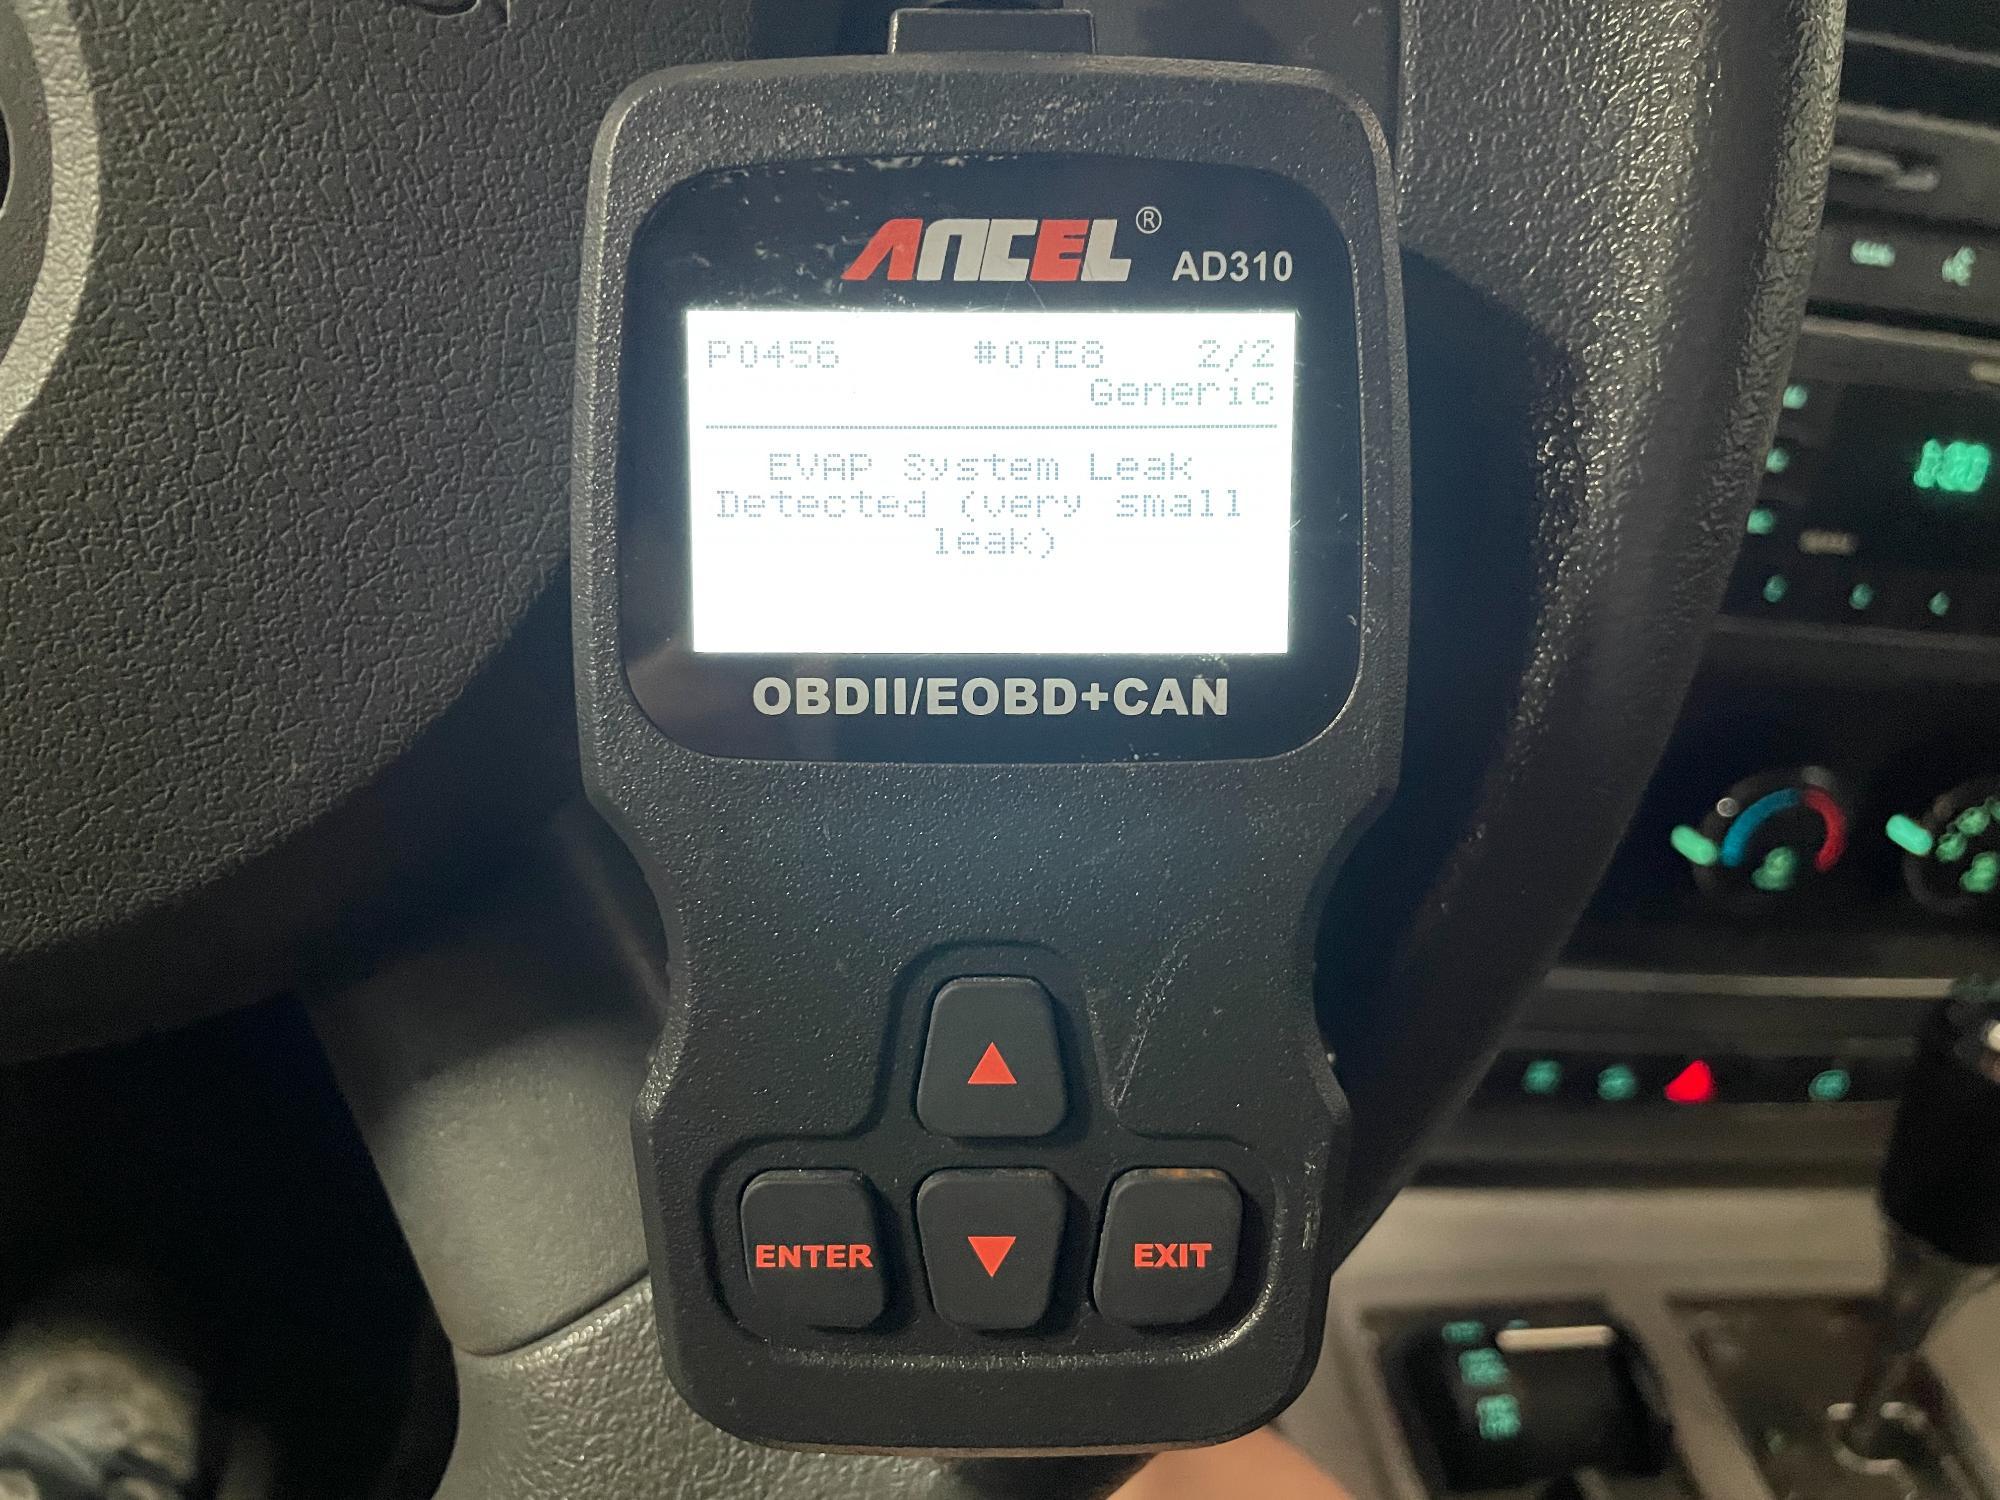 ANCEL® AD310
P0456 #07E8 2/2
Generic
EVAP System Leak
Detected (very small
leak)
OBDII/EOBD+CAN
ENTER
EXIT